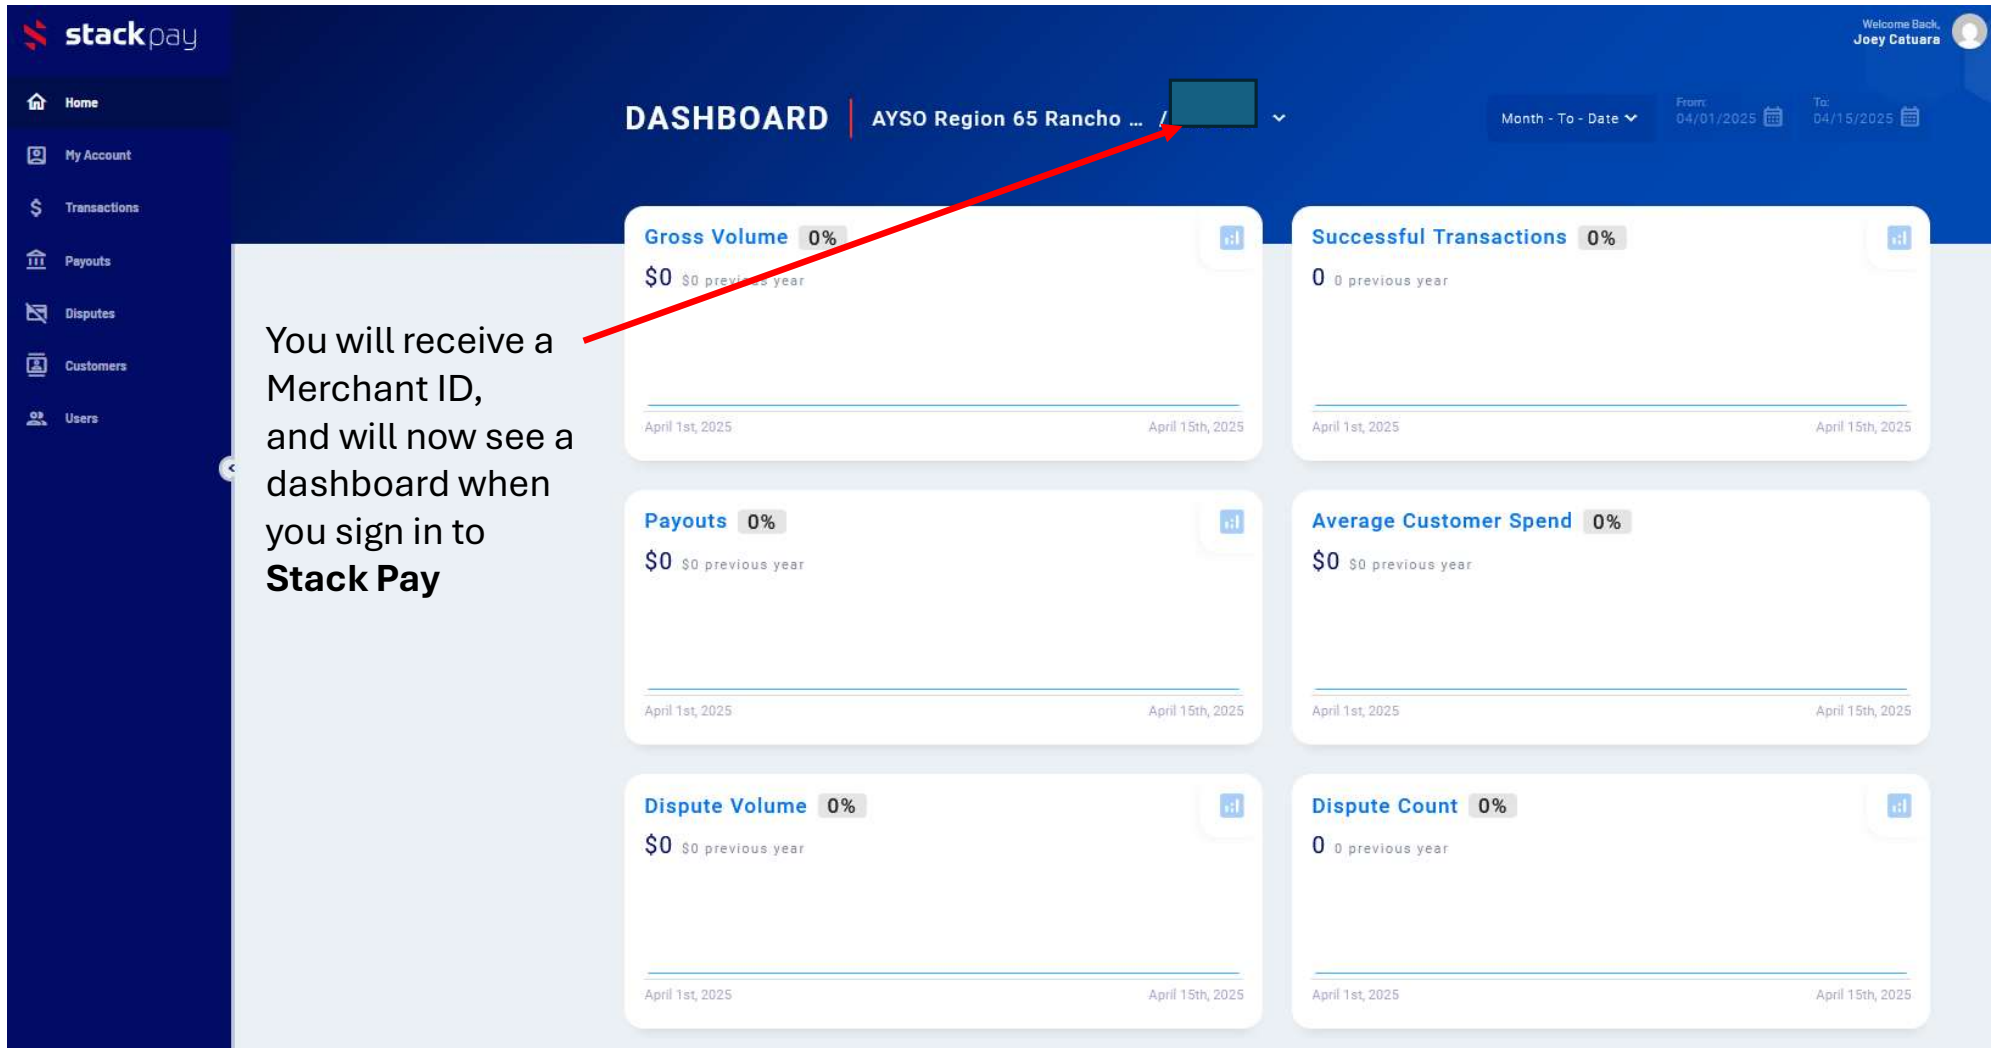 stackpay
Welcome Back,
Joey Catuara
Home
My Account
Transactions
Payouts
Disputes
Customers
Users
DASHBOARD
AYSO Region 65 Rancho ... /
Month - To - Date
From:
04/01/2025
To:
04/15/2025
You will receive a
Merchant ID,
and will now see a
dashboard when
you sign in to
Stack Pay
Gross Volume 0%
$0 $0 previous year
April 1st, 2025 April 15th, 2025
Successful Transactions 0%
0 0 previous year
April 1st, 2025 April 15th, 2025
Payouts 0%
$0 $0 previous year
April 1st, 2025 April 15th, 2025
Average Customer Spend 0%
$0 $0 previous year
April 1st, 2025 April 15th, 2025
Dispute Volume 0%
$0 $0 previous year
April 1st, 2025 April 15th, 2025
Dispute Count 0%
0 0 previous year
April 1st, 2025 April 15th, 2025